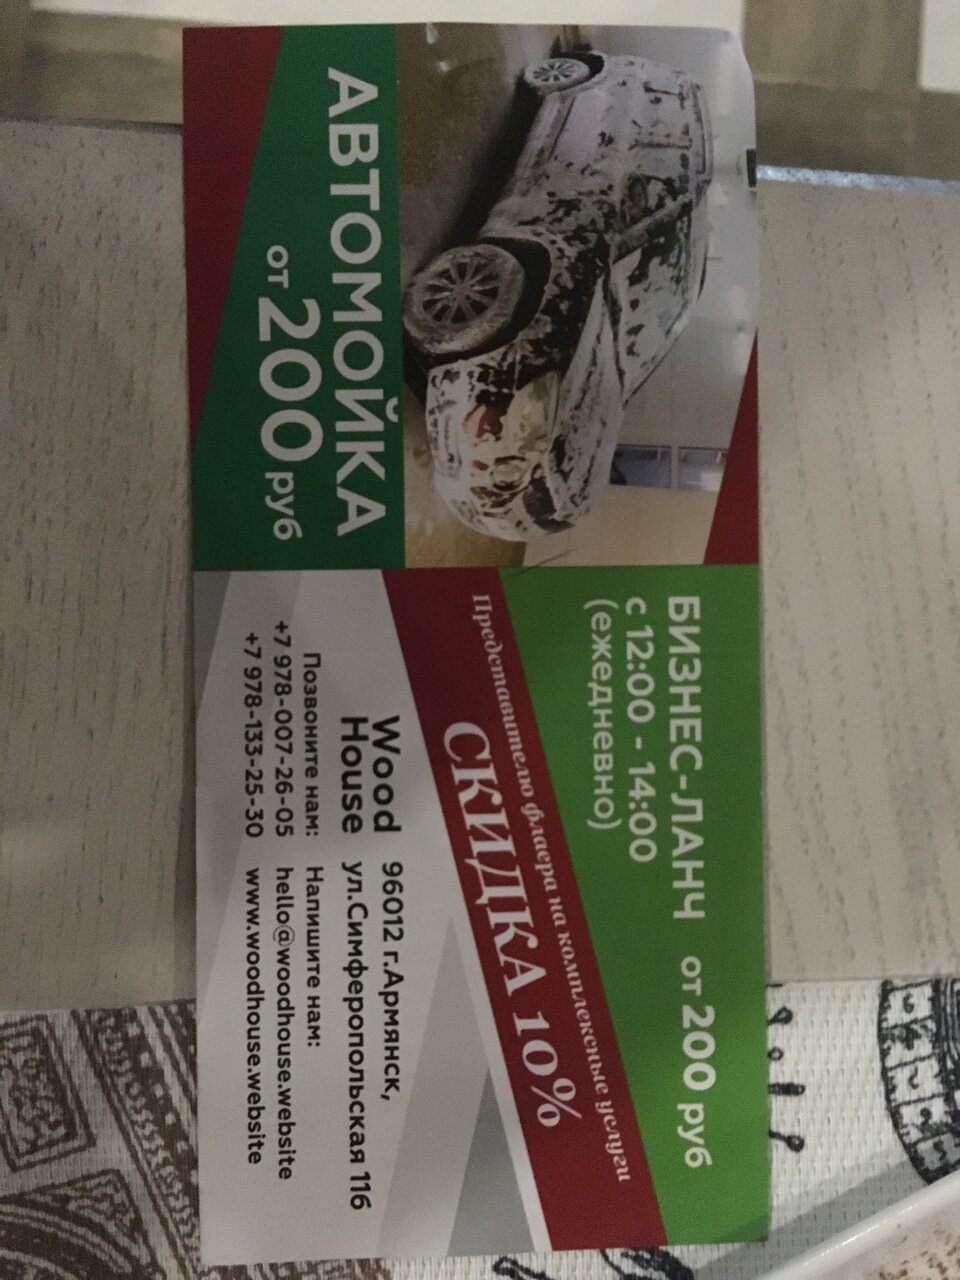 АВТОМОЙКА
от 200 руб
БИЗНЕС-ЛАНЧ от 200 руб
с 12:00 - 14:00
(ежедневно)
Представителю флаера на комплексные услуги
СКИДКА 10%
Wood
House
96012 г.Армянск,
ул.Симферопольская 11б
Позвоните нам:
+7 978-007-26-05
+7 978-133-25-30
Напишите нам:
hello@woodhouse.website
www.woodhouse.website